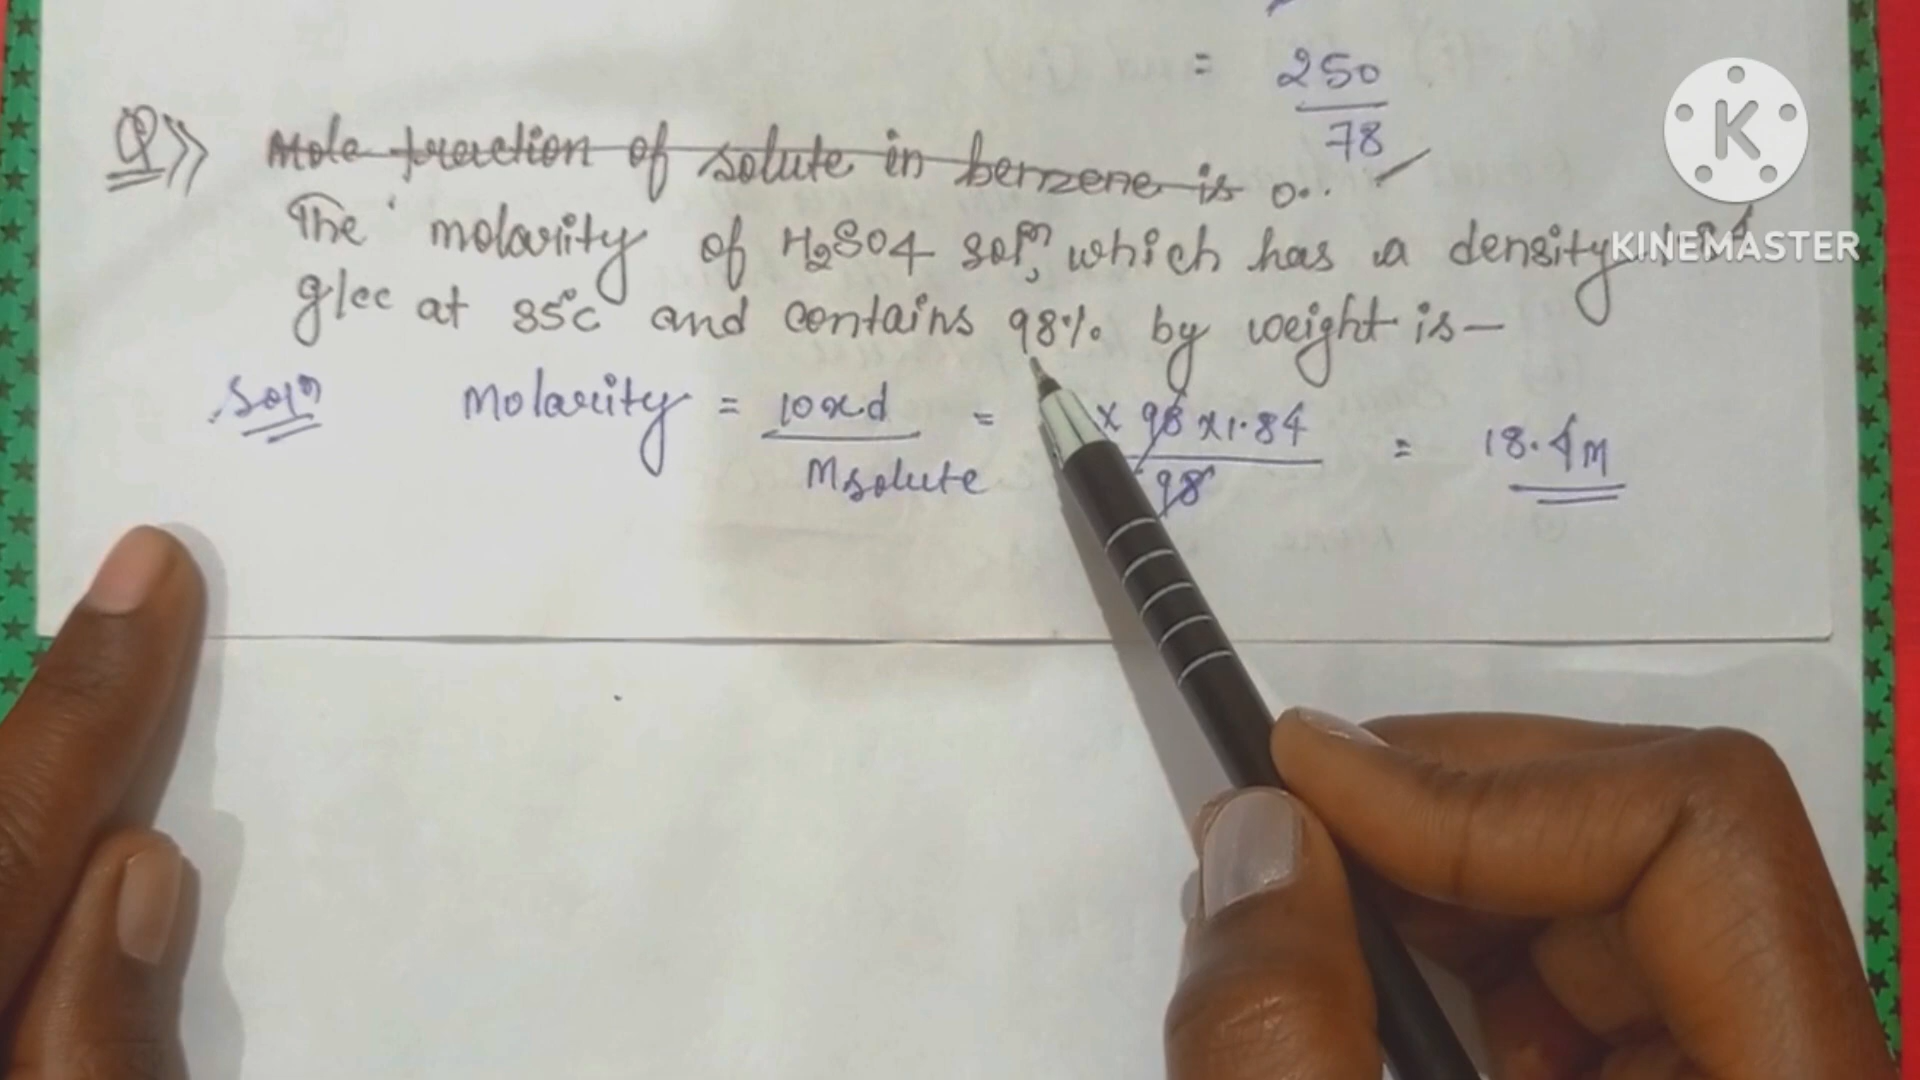 = 250
78
Q>> Mole fraction of solute in benzene is 0..
The molarity of H2SO4 soln, which has a density
g/cc at 35°C and contains 98% by weight is —
Soln Molarity = 10xd = x 98 x 1.84 = 18.4 M
Msolute 98
K
KINEMASTER